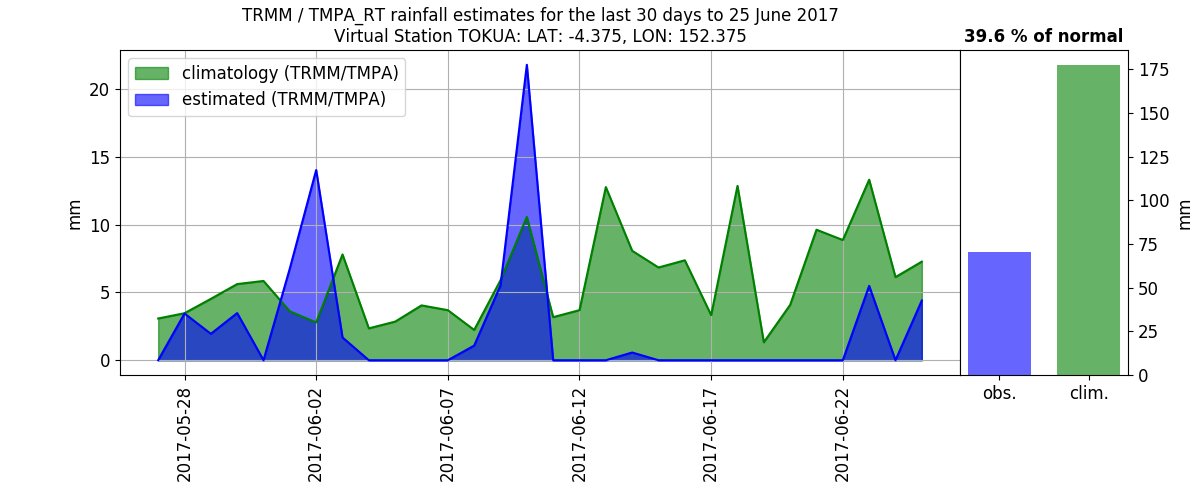 TRMM / TMPA_RT rainfall estimates for the last 30 days to 25 June 2017
Virtual Station TOKUA: LAT: -4.375, LON: 152.375
39.6 % of normal
climatology (TRMM/TMPA)
estimated (TRMM/TMPA)
20
15
10
5
0
mm
2017-05-28
2017-06-02
2017-06-07
2017-06-12
2017-06-17
2017-06-22
175
150
125
100
75
50
25
0
mm
obs.
clim.